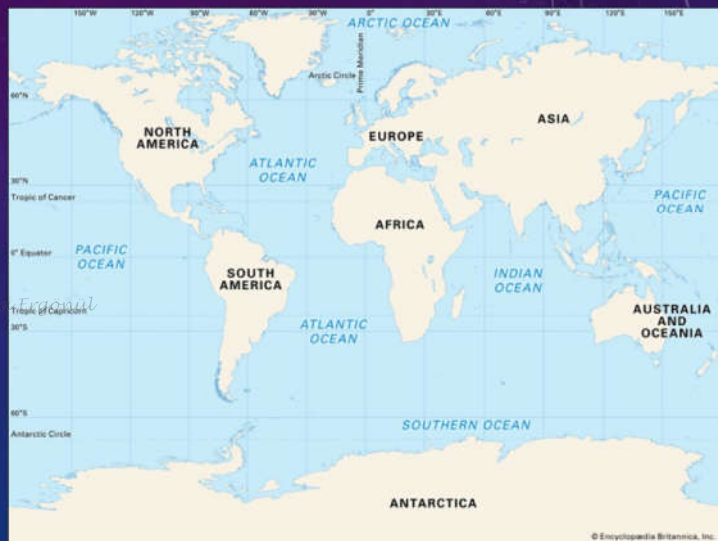 ARCTIC OCEAN
150°W 120°W 90°W 60°W 30°W 0° 30°E 60°E 90°E 120°E 150°E
Prime Meridian
Arctic Circle
60°N
NORTH
AMERICA
EUROPE
ASIA
ATLANTIC
OCEAN
30°N
Tropic of Cancer
PACIFIC
OCEAN
AFRICA
0° Equator
PACIFIC
OCEAN
SOUTH
AMERICA
INDIAN
OCEAN
Ergonul
Tropic of Capricorn
30°S
ATLANTIC
OCEAN
AUSTRALIA
AND
OCEANIA
60°S
SOUTHERN OCEAN
Antarctic Circle
ANTARCTICA
© Encyclopædia Britannica, Inc.